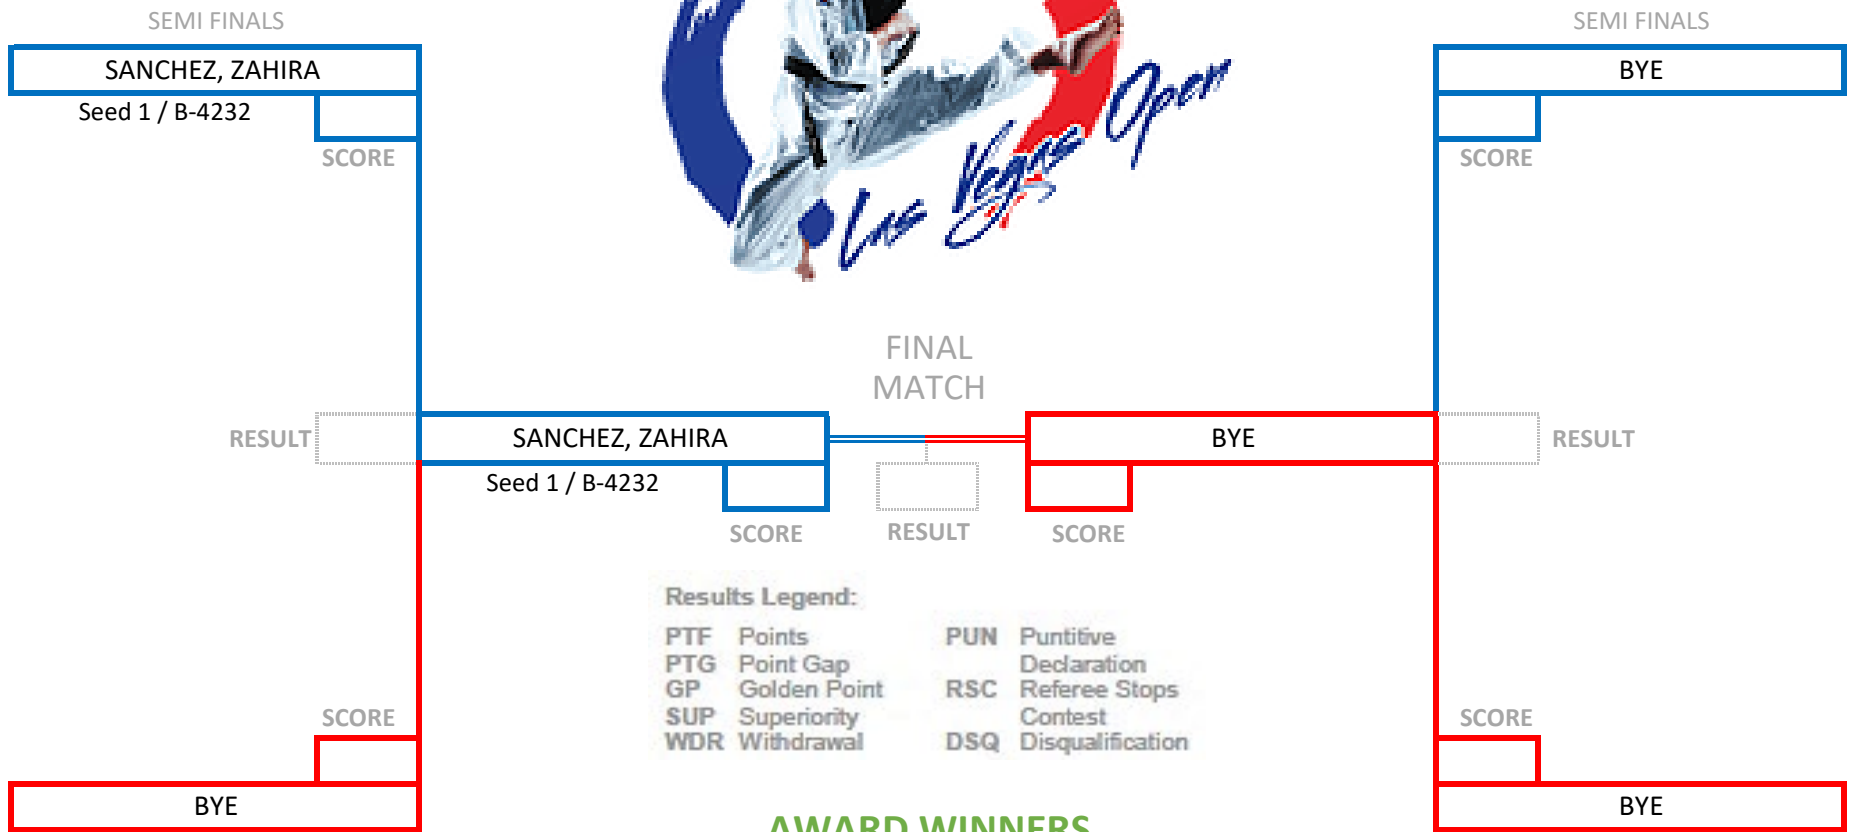 SEMI FINALS
SEMI FINALS
SANCHEZ, ZAHIRA
BYE
Seed 1 / B-4232
SCORE
SCORE
Las Vegas Open
FINAL
MATCH
RESULT
SANCHEZ, ZAHIRA
BYE
RESULT
Seed 1 / B-4232
SCORE
RESULT
SCORE
Results Legend:
PTF Points
PTG Point Gap
GP Golden Point
SUP Superiority
WDR Withdrawal
PUN Puntitive
Declaration
RSC Referee Stops
Contest
DSQ Disqualification
SCORE
SCORE
BYE
BYE
AWARD WINNERS